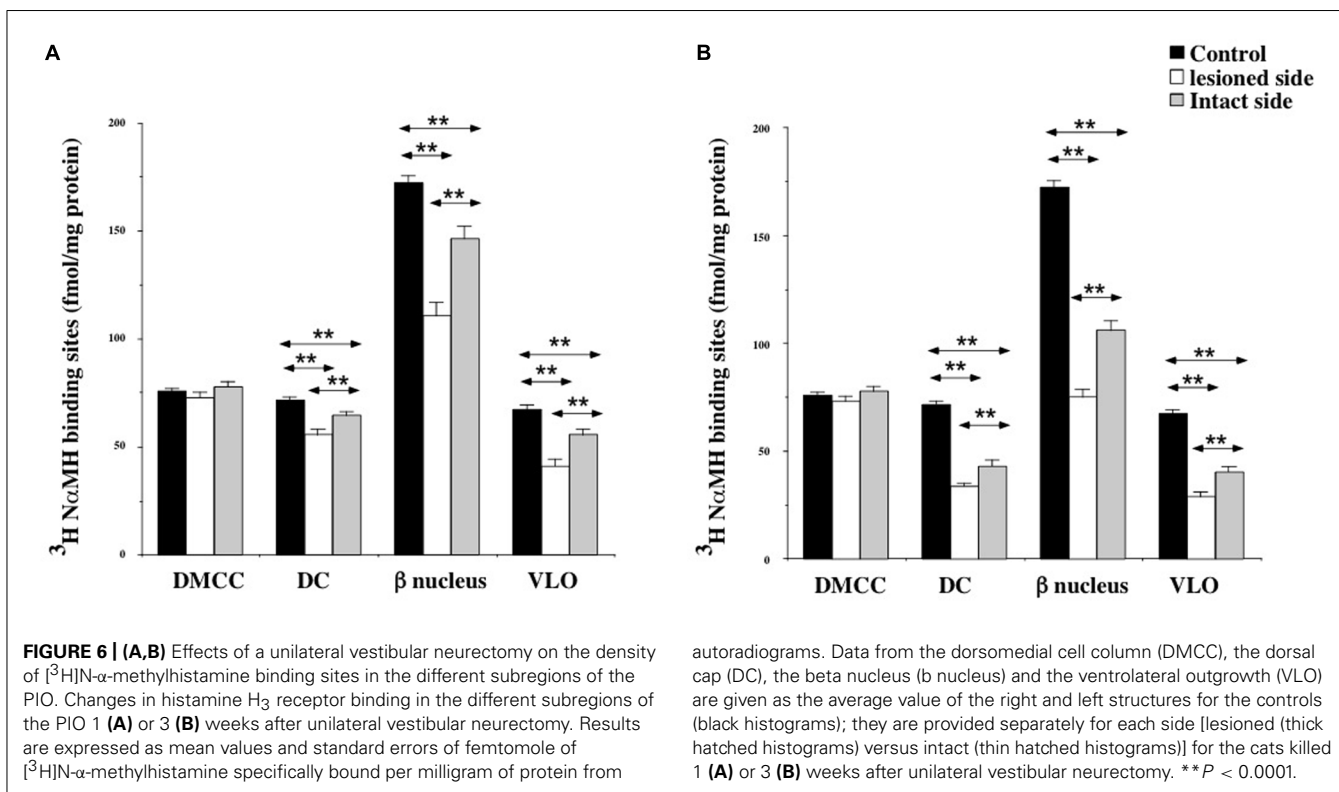 A
³H NαMH binding sites (fmol/mg protein)
200
150
100
50
0
**
**
**
**
**
**
**
**
**
DMCC
DC
β nucleus
VLO
B
Control
lesioned side
Intact side
³H NαMH binding sites (fmol/mg protein)
200
150
100
50
0
**
**
**
**
**
**
**
**
**
DMCC
DC
β nucleus
VLO
FIGURE 6 | (A,B) Effects of a unilateral vestibular neurectomy on the density
of [³H]N-α-methylhistamine binding sites in the different subregions of the
PIO. Changes in histamine H₃ receptor binding in the different subregions of
the PIO 1 (A) or 3 (B) weeks after unilateral vestibular neurectomy. Results
are expressed as mean values and standard errors of femtomole of
[³H]N-α-methylhistamine specifically bound per milligram of protein from
autoradiograms. Data from the dorsomedial cell column (DMCC), the dorsal
cap (DC), the beta nucleus (b nucleus) and the ventrolateral outgrowth (VLO)
are given as the average value of the right and left structures for the controls
(black histograms); they are provided separately for each side [lesioned (thick
hatched histograms) versus intact (thin hatched histograms)] for the cats killed
1 (A) or 3 (B) weeks after unilateral vestibular neurectomy. **P < 0.0001.